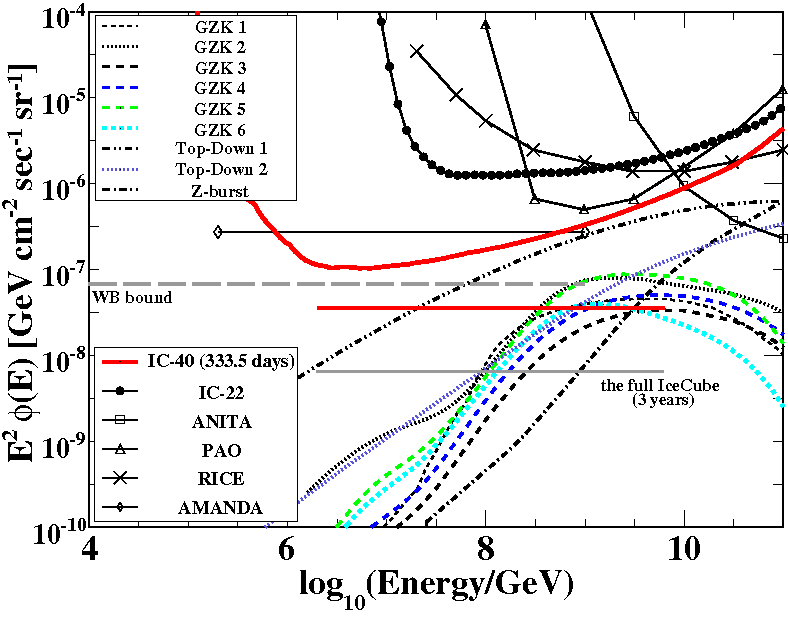 10^-4
10^-5
10^-6
10^-7
10^-8
10^-9
10^-10
E^2 φ(E) [GeV cm^-2 sec^-1 sr^-1]
GZK 1
GZK 2
GZK 3
GZK 4
GZK 5
GZK 6
Top-Down 1
Top-Down 2
Z-burst
WB bound
IC-40 (333.5 days)
IC-22
ANITA
PAO
RICE
AMANDA
the full IceCube
(3 years)
4 6 8 10
log_10(Energy/GeV)